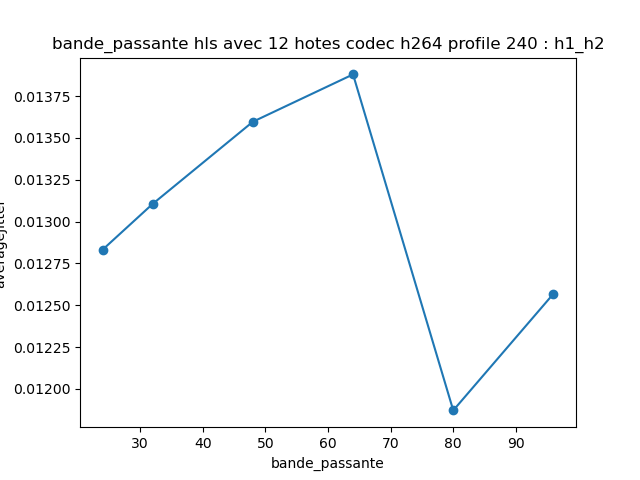 bande_passante hls avec 12 hotes codec h264 profile 240 : h1_h2
0.01375
0.01350
0.01325
0.01300
0.01275
0.01250
0.01225
0.01200
averagejitter
30 40 50 60 70 80 90
bande_passante